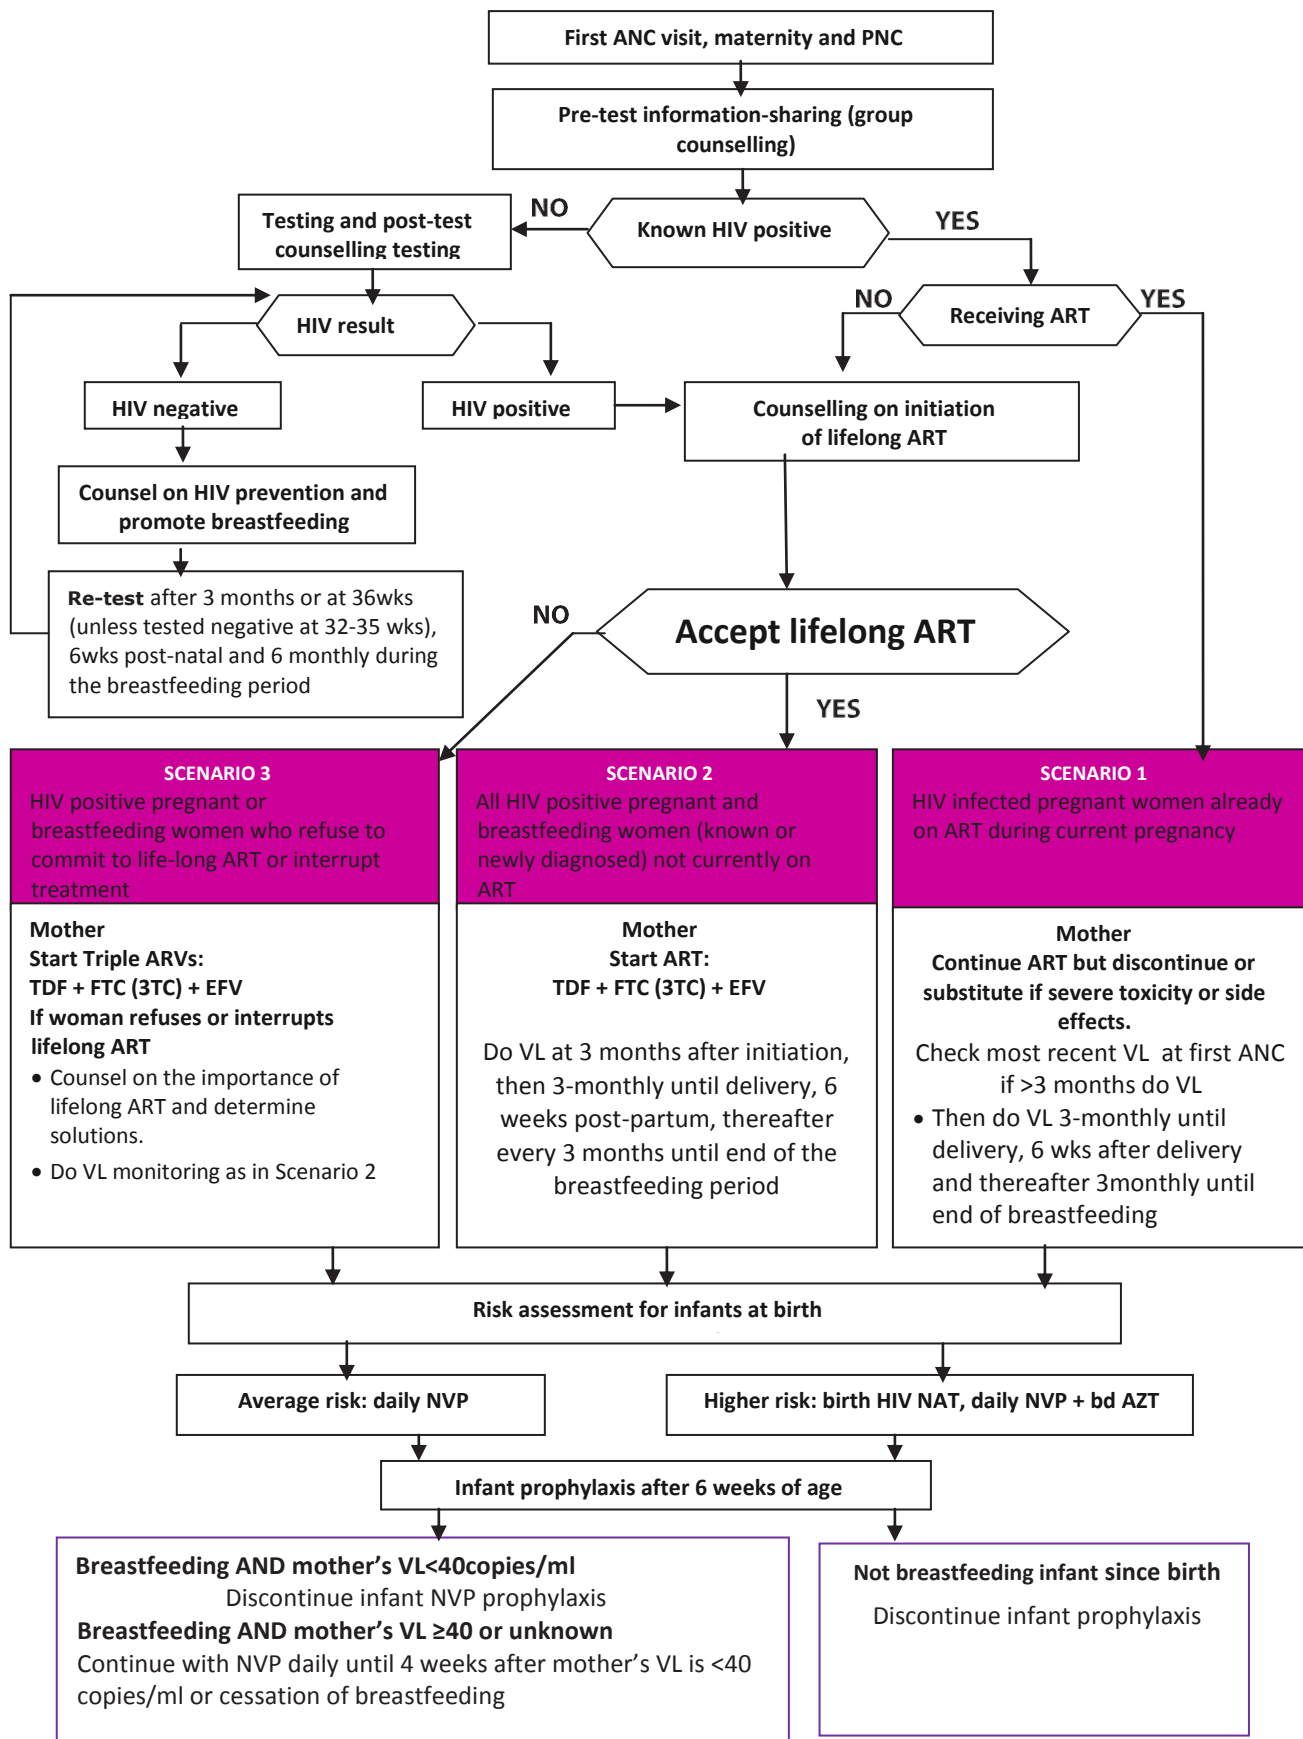 First ANC visit, maternity and PNC
Pre-test information-sharing (group
counselling)
Known HIV positive
NO
YES
Testing and post-test
counselling testing
HIV result
Receiving ART
NO
YES
HIV negative
HIV positive
Counselling on initiation
of lifelong ART
Counsel on HIV prevention and
promote breastfeeding
Re-test after 3 months or at 36wks
(unless tested negative at 32-35 wks),
6wks post-natal and 6 monthly during
the breastfeeding period
NO
Accept lifelong ART
YES
SCENARIO 3
HIV positive pregnant or
breastfeeding women who refuse to
commit to life-long ART or interrupt
treatment
Mother
Start Triple ARVs:
TDF + FTC (3TC) + EFV
If woman refuses or interrupts
lifelong ART
• Counsel on the importance of
lifelong ART and determine
solutions.
• Do VL monitoring as in Scenario 2
SCENARIO 2
All HIV positive pregnant and
breastfeeding women (known or
newly diagnosed) not currently on
ART
Mother
Start ART:
TDF + FTC (3TC) + EFV
Do VL at 3 months after initiation,
then 3-monthly until delivery, 6
weeks post-partum, thereafter
every 3 months until end of the
breastfeeding period
SCENARIO 1
HIV infected pregnant women already
on ART during current pregnancy
Mother
Continue ART but discontinue or
substitute if severe toxicity or side
effects.
Check most recent VL at first ANC
if >3 months do VL
• Then do VL 3-monthly until
delivery, 6 wks after delivery
and thereafter 3monthly until
end of breastfeeding
Risk assessment for infants at birth
Average risk: daily NVP
Higher risk: birth HIV NAT, daily NVP + bd AZT
Infant prophylaxis after 6 weeks of age
Breastfeeding AND mother's VL<40copies/ml
Discontinue infant NVP prophylaxis
Breastfeeding AND mother's VL ≥40 or unknown
Continue with NVP daily until 4 weeks after mother's VL is <40
copies/ml or cessation of breastfeeding
Not breastfeeding infant since birth
Discontinue infant prophylaxis